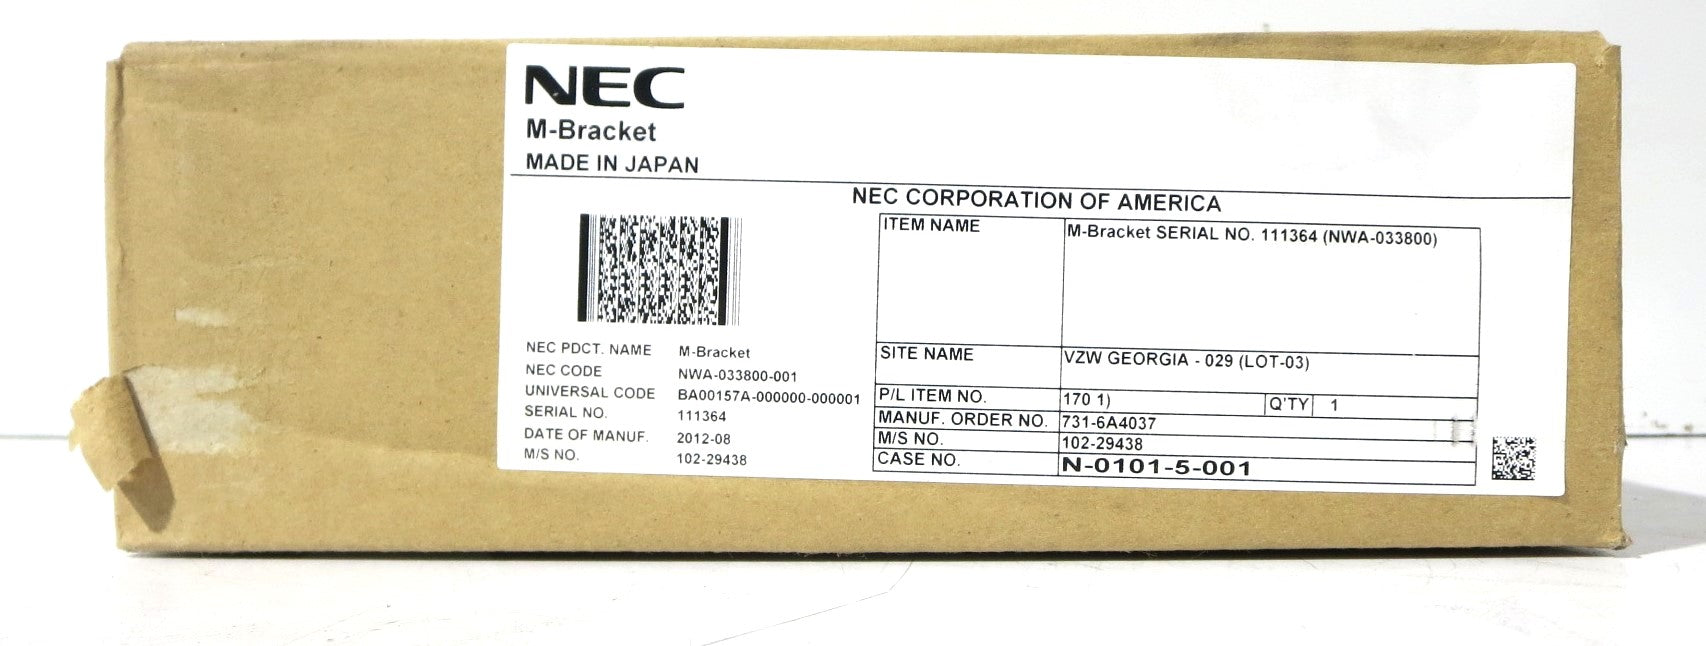 NEC
M-Bracket
MADE IN JAPAN
NEC CORPORATION OF AMERICA
NEC PDCT. NAME M-Bracket
NEC CODE NWA-033800-001
UNIVERSAL CODE BA00157A-000000-000001
SERIAL NO. 111364
DATE OF MANUF. 2012-08
M/S NO. 102-29438
ITEM NAME M-Bracket SERIAL NO. 111364 (NWA-033800)
SITE NAME VZW GEORGIA - 029 (LOT-03)
P/L ITEM NO. 170 1) Q'TY 1
MANUF. ORDER NO. 731-6A4037
M/S NO. 102-29438
CASE NO. N-0101-5-001